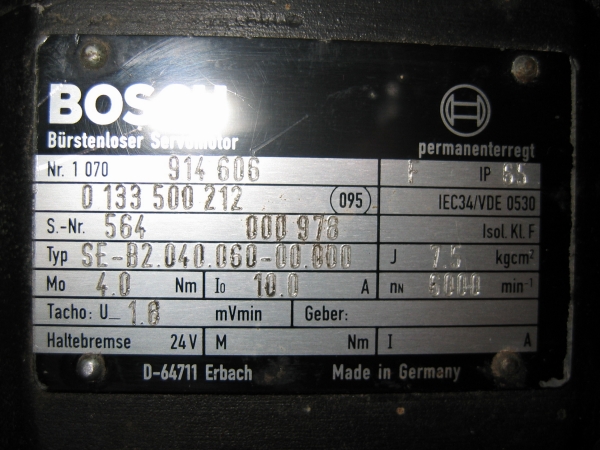 BOSCH
Bürstenloser Servomotor permanenterregt
Nr. 1 070 914 606 F IP 65
0 133 500 212 095 IEC34/VDE 0530
S.-Nr. 564 000 978 Isol. Kl. F
Typ SE-B2.040.060-00.000 J 7.5 kgcm²
Mo 4.0 Nm Io 10.0 A nN 6000 min⁻¹
Tacho: U_ 1.8 mVmin Geber:
Haltebremse 24V M Nm I A
D-64711 Erbach Made in Germany